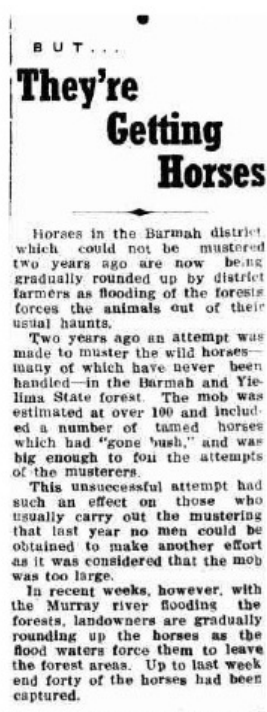 BUT...
They're
Getting
Horses
Horses in the Barmah district
which could not be mustered
two years ago are now being
gradually rounded up by district
farmers as flooding of the forests
forces the animals out of their
usual haunts.
Two years ago an attempt was
made to muster the wild horses—
many of which have never been
handled—in the Barmah and Yie-
lima State forest. The mob was
estimated at over 100 and includ-
ed a number of tamed horses
which had "gone bush," and was
big enough to foil the attempts
of the musterers.
This unsuccessful attempt had
such an effect on those who
usually carry out the mustering
that last year no men could be
obtained to make another effort
as it was considered that the mob
was too large.
In recent weeks, however, with
the Murray river flooding the
forests, landowners are gradually
rounding up the horses as the
flood waters force them to leave
the forest areas. Up to last week
end forty of the horses had been
captured.